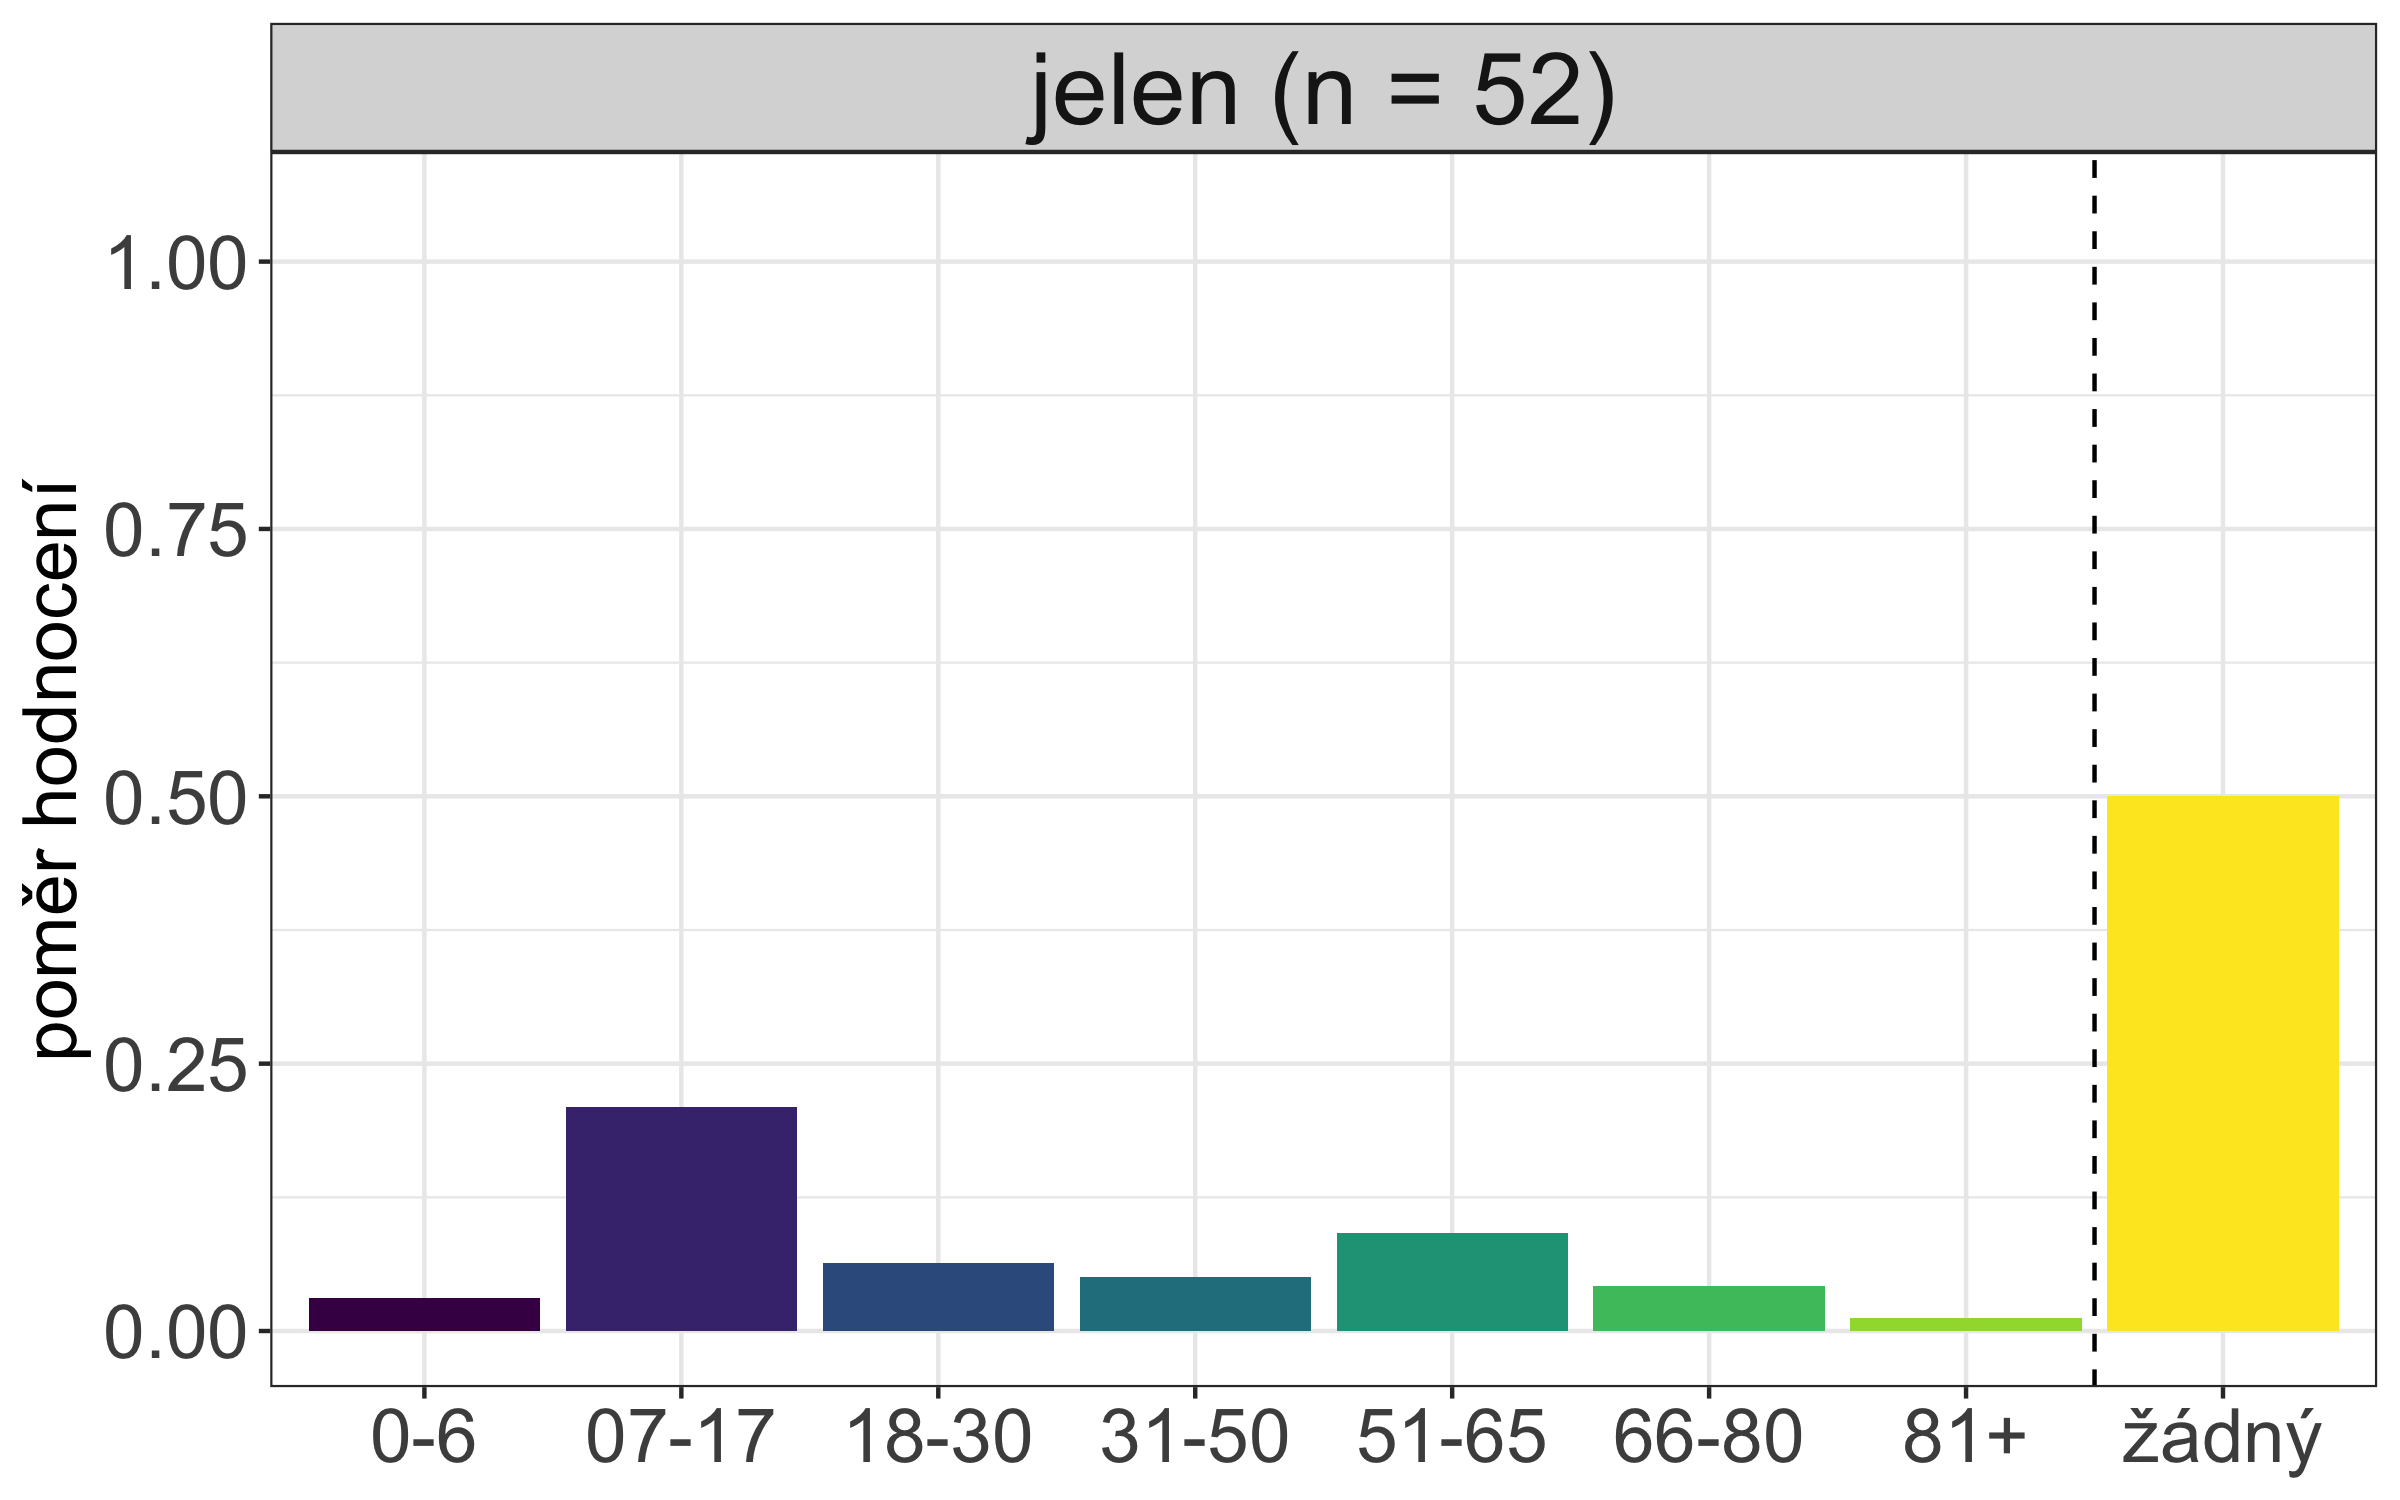 jelen (n = 52)
poměr hodnocení
1.00
0.75
0.50
0.25
0.00
0-6 07-17 18-30 31-50 51-65 66-80 81+ žádný